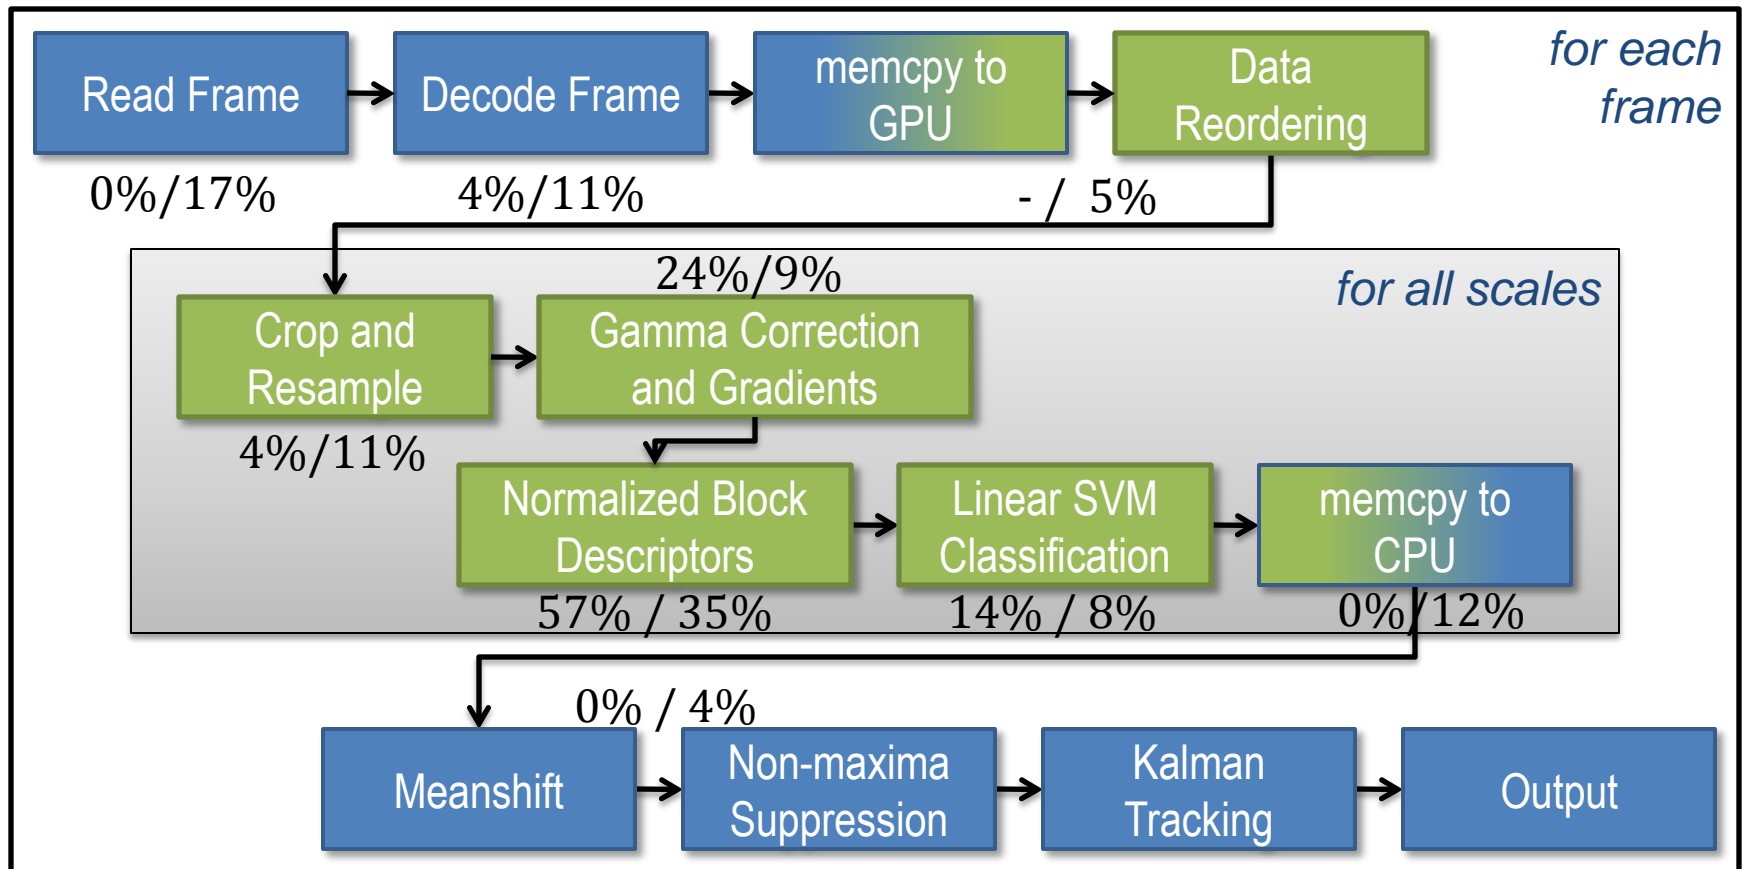 for each
frame
Read Frame
Decode Frame
memcpy to
GPU
Data
Reordering
0%/17%
4%/11%
- / 5%
for all scales
24%/9%
Crop and
Resample
Gamma Correction
and Gradients
4%/11%
Normalized Block
Descriptors
Linear SVM
Classification
memcpy to
CPU
57% / 35%
14% / 8%
0%/12%
0% / 4%
Meanshift
Non-maxima
Suppression
Kalman
Tracking
Output